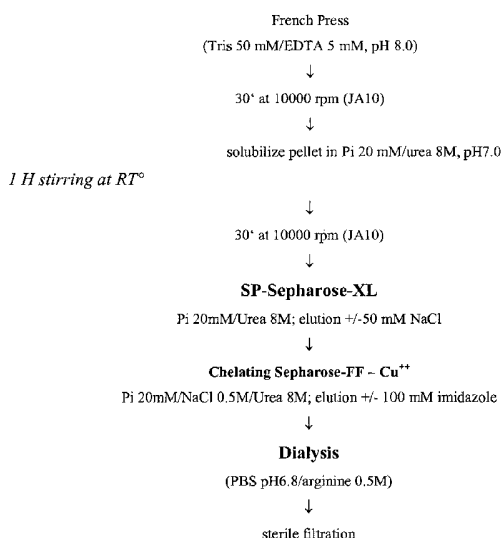 French Press
(Tris 50 mM/EDTA 5 mM, pH 8.0)
↓
30‘ at 10000 rpm (JA10)
↓
solubilize pellet in Pi 20 mM/urea 8M, pH7.0
1 H stirring at RT°
↓
30‘ at 10000 rpm (JA10)
↓
SP-Sepharose-XL
Pi 20mM/Urea 8M; elution +/-50 mM NaCl
↓
Chelating Sepharose-FF – Cu⁺⁺
Pi 20mM/NaCl 0.5M/Urea 8M; elution +/- 100 mM imidazole
↓
Dialysis
(PBS pH6.8/arginine 0.5M)
↓
sterile filtration